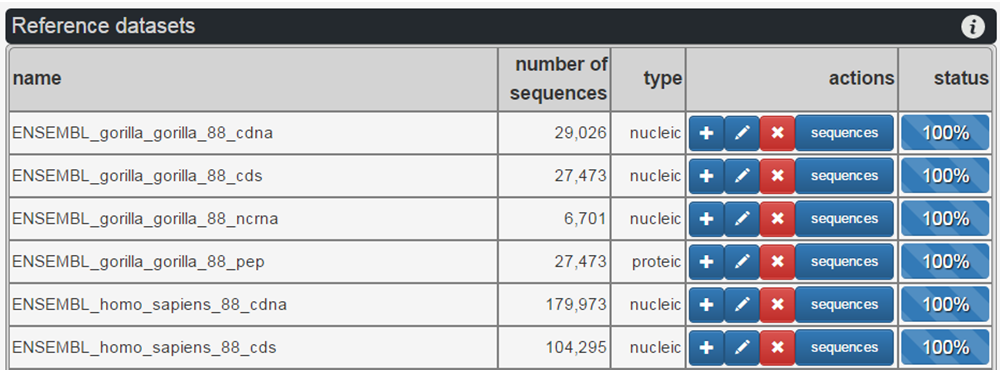 Reference datasets
name number of sequences type actions status
ENSEMBL_gorilla_gorilla_88_cdna 29,026 nucleic sequences 100%
ENSEMBL_gorilla_gorilla_88_cds 27,473 nucleic sequences 100%
ENSEMBL_gorilla_gorilla_88_ncrna 6,701 nucleic sequences 100%
ENSEMBL_gorilla_gorilla_88_pep 27,473 proteic sequences 100%
ENSEMBL_homo_sapiens_88_cdna 179,973 nucleic sequences 100%
ENSEMBL_homo_sapiens_88_cds 104,295 nucleic sequences 100%